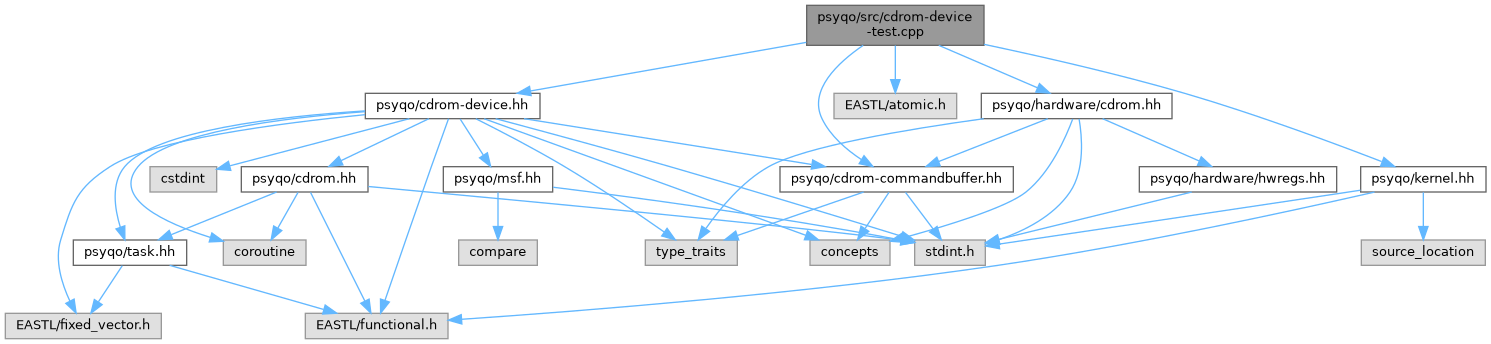 psyqo/src/cdrom-device
-test.cpp
psyqo/cdrom-device.hh
EASTL/atomic.h
psyqo/hardware/cdrom.hh
cstdint
psyqo/cdrom.hh
psyqo/msf.hh
psyqo/cdrom-commandbuffer.hh
psyqo/hardware/hwregs.hh
psyqo/kernel.hh
psyqo/task.hh
coroutine
compare
type_traits
concepts
stdint.h
source_location
EASTL/fixed_vector.h
EASTL/functional.h